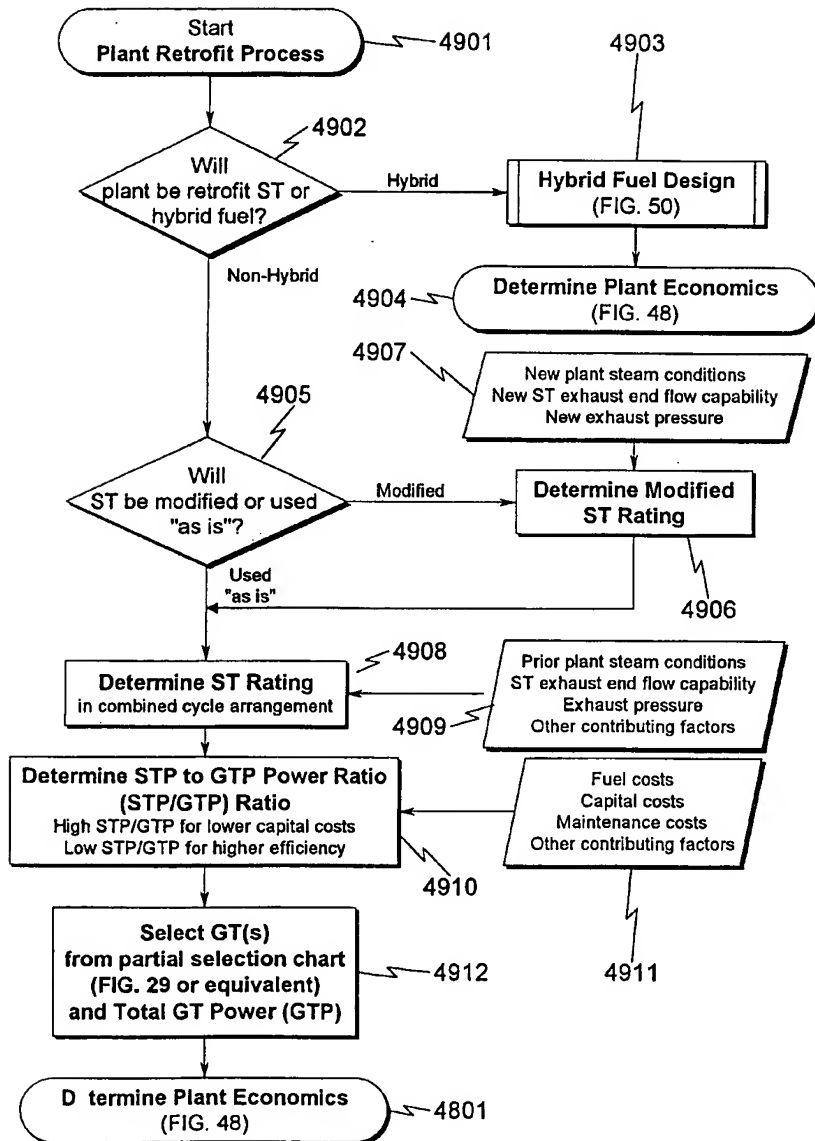 Start
Plant Retrofit Process
4901
4903
4902
Will
plant be retrofit ST or
hybrid fuel?
Hybrid
Hybrid Fuel Design
(FIG. 50)
Non-Hybrid
4904
Determine Plant Economics
(FIG. 48)
4907
New plant steam conditions
New ST exhaust end flow capability
New exhaust pressure
4905
Will
ST be modified or used
"as is"?
Modified
Determine Modified
ST Rating
Used
"as is"
4906
4908
Determine ST Rating
in combined cycle arrangement
Prior plant steam conditions
ST exhaust end flow capability
Exhaust pressure
Other contributing factors
4909
Determine STP to GTP Power Ratio
(STP/GTP) Ratio
High STP/GTP for lower capital costs
Low STP/GTP for higher efficiency
Fuel costs
Capital costs
Maintenance costs
Other contributing factors
4910
4911
Select GT(s)
from partial selection chart
(FIG. 29 or equivalent)
and Total GT Power (GTP)
4912
D termine Plant Economics
(FIG. 48)
4801